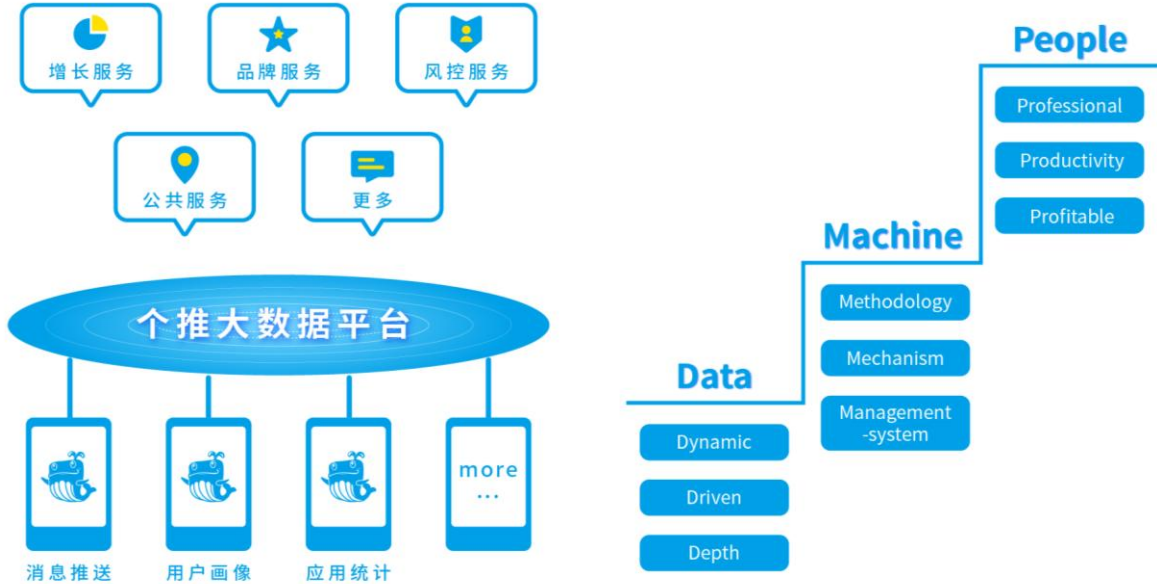 增长服务
品牌服务
风控服务
公共服务
更多
个推大数据平台
more
...
消息推送
用户画像
应用统计
People
Professional
Productivity
Profitable
Machine
Methodology
Mechanism
Management
-system
Data
Dynamic
Driven
Depth